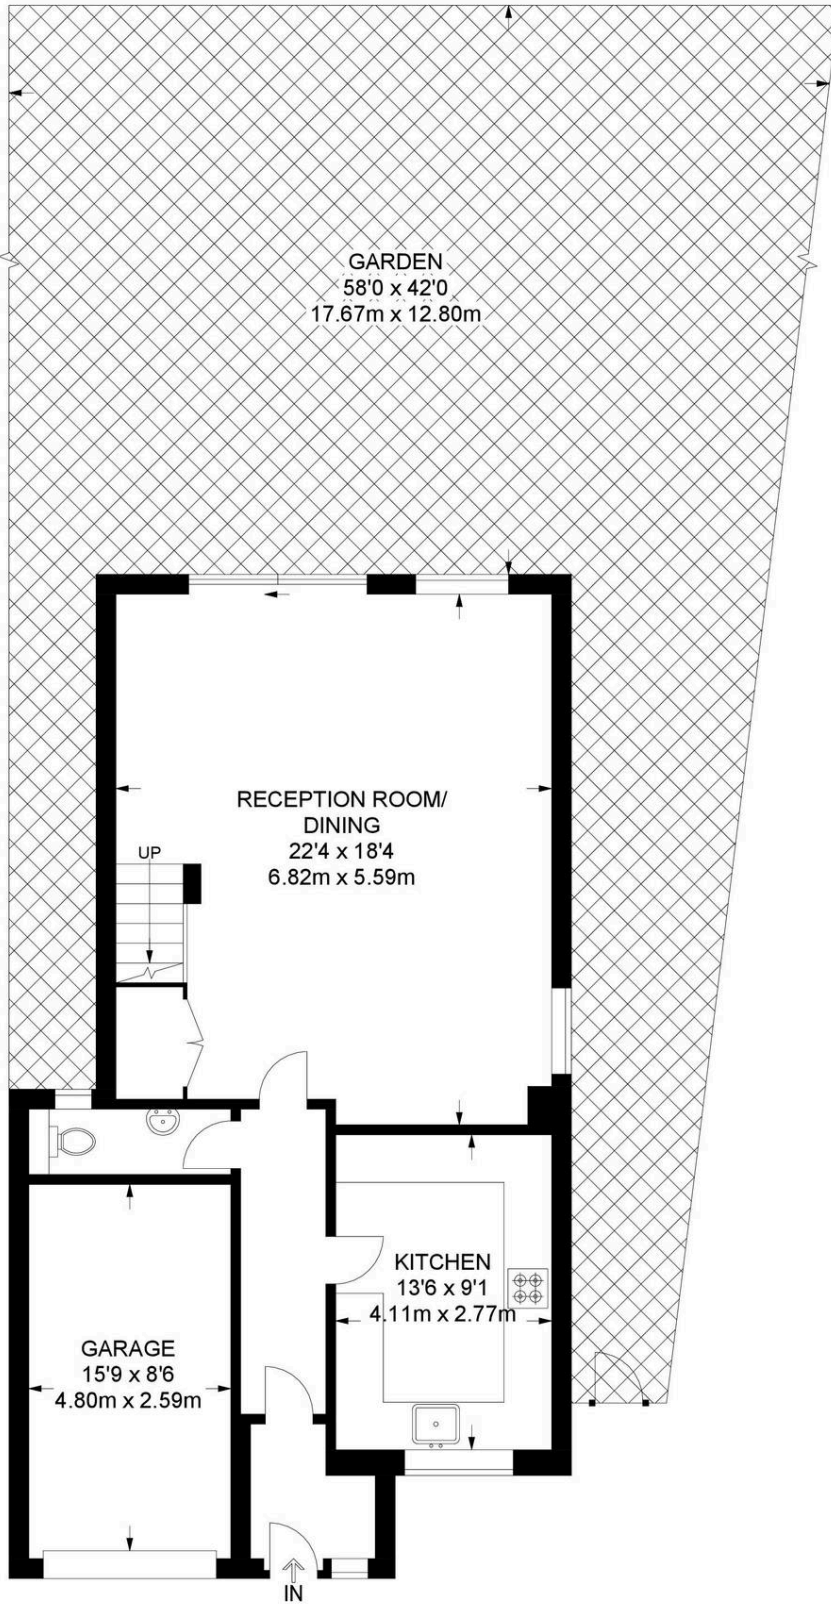 GARDEN
58'0 x 42'0
17.67m x 12.80m
RECEPTION ROOM/
DINING
22'4 x 18'4
6.82m x 5.59m
UP
KITCHEN
13'6 x 9'1
4.11m x 2.77m
GARAGE
15'9 x 8'6
4.80m x 2.59m
IN